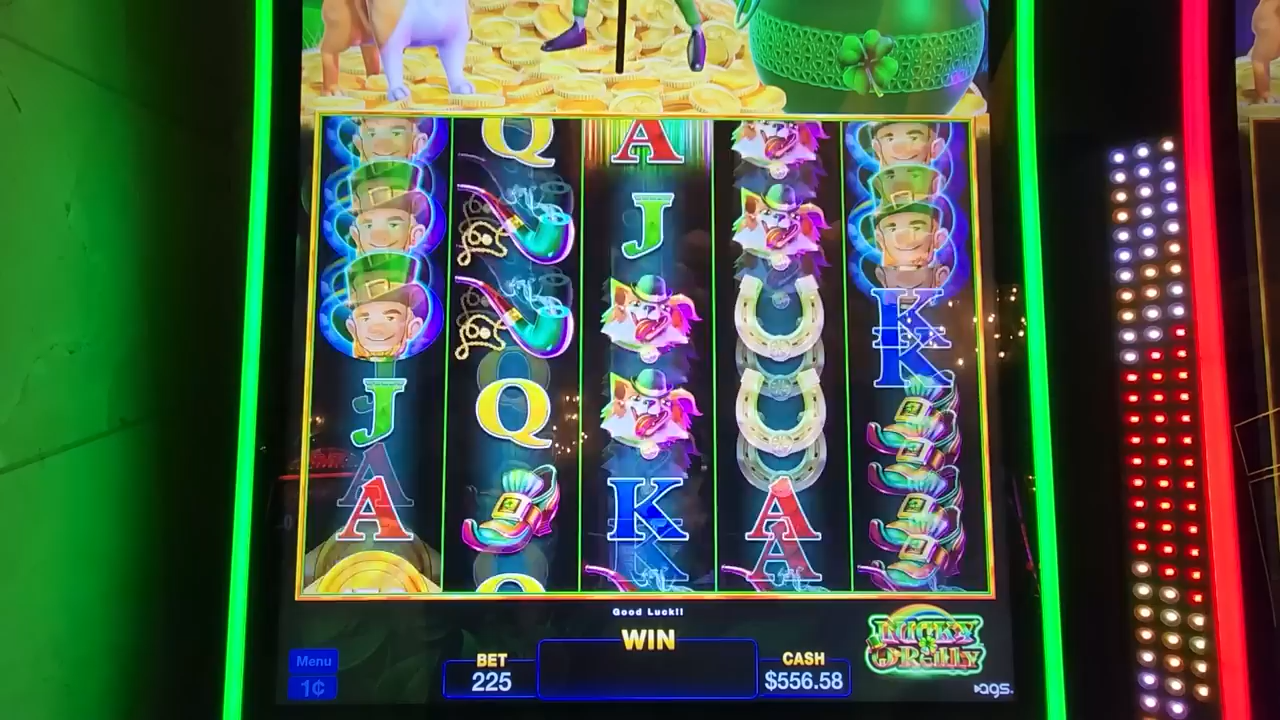 Q A
J
K
K
J Q
A K A
K A
Q
Good Luck!!
WIN
LUCKY
O'Reilly
Menu
1¢
BET
225
CASH
$556.58
ags.